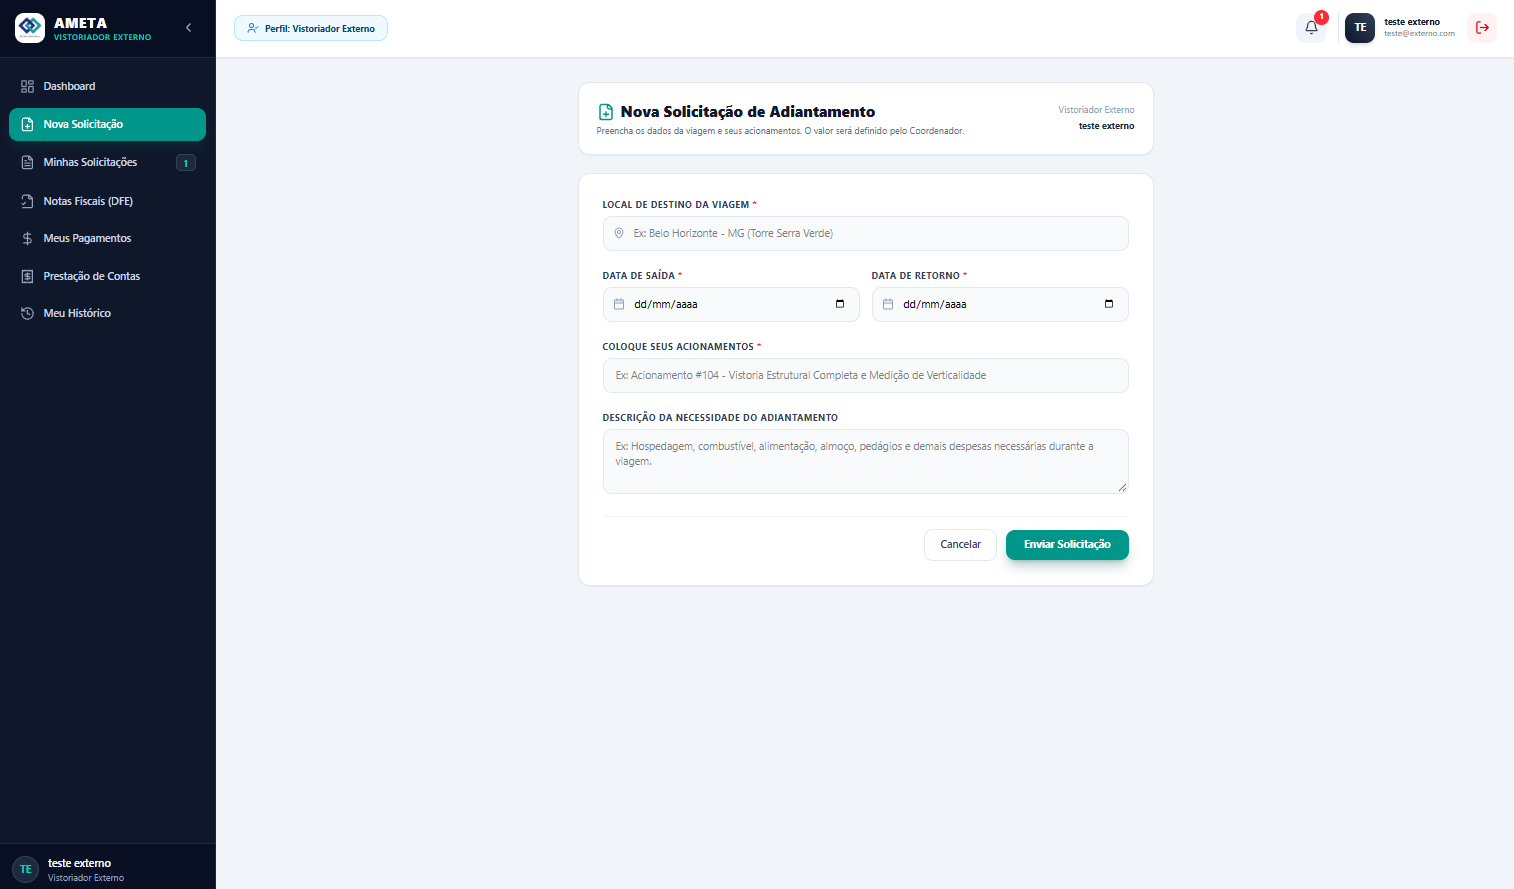 AMETA
VISTORIADOR EXTERNO
Dashboard
Nova Solicitação
Minhas Solicitações
1
Notas Fiscais (DFE)
Meus Pagamentos
Prestação de Contas
Meu Histórico
TE
teste externo
Vistoriador Externo
Perfil: Vistoriador Externo
1
TE
teste externo
teste@externo.com
Nova Solicitação de Adiantamento
Preencha os dados da viagem e seus acionamentos. O valor será definido pelo Coordenador.
Vistoriador Externo
teste externo
LOCAL DE DESTINO DA VIAGEM *
Ex: Belo Horizonte - MG (Torre Serra Verde)
DATA DE SAÍDA *
DATA DE RETORNO *
dd/mm/aaaa
dd/mm/aaaa
COLOQUE SEUS ACIONAMENTOS *
Ex: Acionamento #104 - Vistoria Estrutural Completa e Medição de Verticalidade
DESCRIÇÃO DA NECESSIDADE DO ADIANTAMENTO
Ex: Hospedagem, combustível, alimentação, almoço, pedágios e demais despesas necessárias durante a
viagem.
Cancelar
Enviar Solicitação